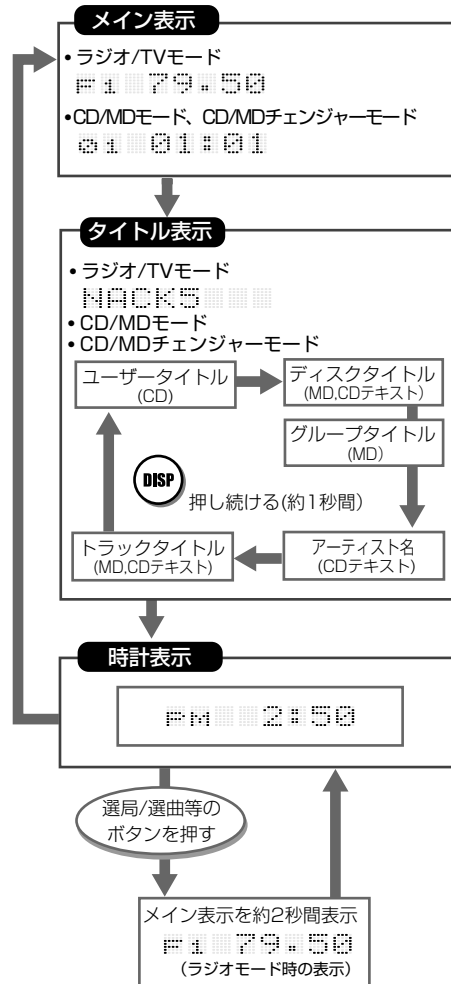 メイン表示
•ラジオ/TVモード
F1 79.50
•CD/MDモード、CD/MDチェンジャーモード
01 01:01
タイトル表示
•ラジオ/TVモード
NACK5
•CD/MDモード
•CD/MDチェンジャーモード
ユーザータイトル
(CD)
ディスクタイトル
(MD,CDテキスト)
グループタイトル
(MD)
DISP
押し続ける(約1秒間)
トラックタイトル
(MD,CDテキスト)
アーティスト名
(CDテキスト)
時計表示
PM 2:50
選局/選曲等の
ボタンを押す
メイン表示を約2秒間表示
F1 79.50
(ラジオモード時の表示)